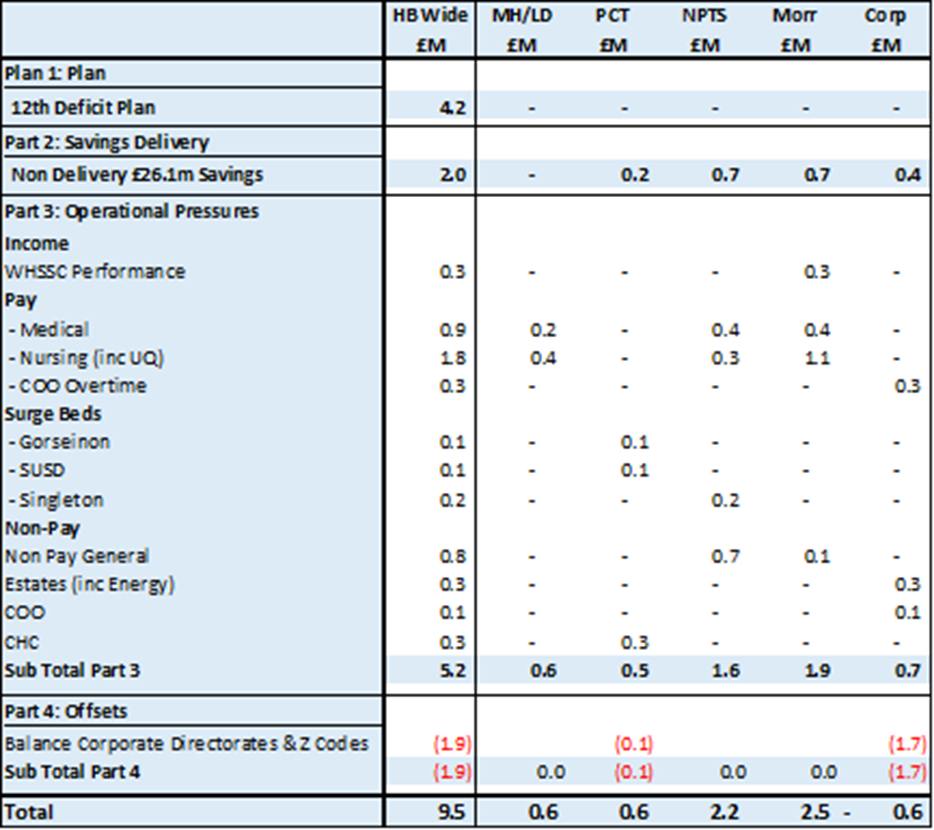 HB Wide MH/LD PCT NPTS Morr Corp
£M £M £M £M £M £M
Plan 1: Plan
12th Deficit Plan 4.2 - - - - -
Part 2: Savings Delivery
Non Delivery £26.1m Savings 2.0 - 0.2 0.7 0.7 0.4
Part 3: Operational Pressures
Income
WHSSC Performance 0.3 - - - 0.3 -
Pay
- Medical 0.9 0.2 - 0.4 0.4 -
- Nursing (inc UQ) 1.8 0.4 - 0.3 1.1 -
- COO Overtime 0.3 - - - - 0.3
Surge Beds
- Gorseinon 0.1 - 0.1 - - -
- SUSD 0.1 - 0.1 - - -
- Singleton 0.2 - - 0.2 - -
Non-Pay
Non Pay General 0.8 - - 0.7 0.1 -
Estates (inc Energy) 0.3 - - - - 0.3
COO 0.1 - - - - 0.1
CHC 0.3 - 0.3 - - -
Sub Total Part 3 5.2 0.6 0.5 1.6 1.9 0.7
Part 4: Offsets
Balance Corporate Directorates & Z Codes (1.9) (0.1) (1.7)
Sub Total Part 4 (1.9) 0.0 (0.1) 0.0 0.0 (1.7)
Total 9.5 0.6 0.6 2.2 2.5 - 0.6